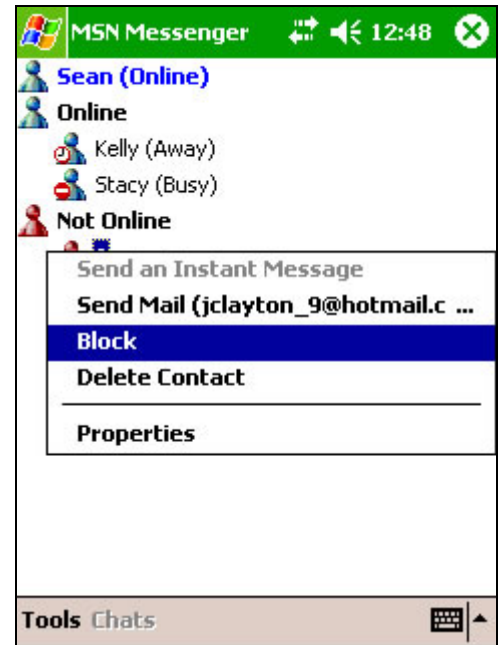 MSN Messenger 12:48
Sean (Online)
Online
Kelly (Away)
Stacy (Busy)
Not Online
Send an Instant Message
Send Mail (jclayton_9@hotmail.c ...
Block
Delete Contact
Properties
Tools Chats